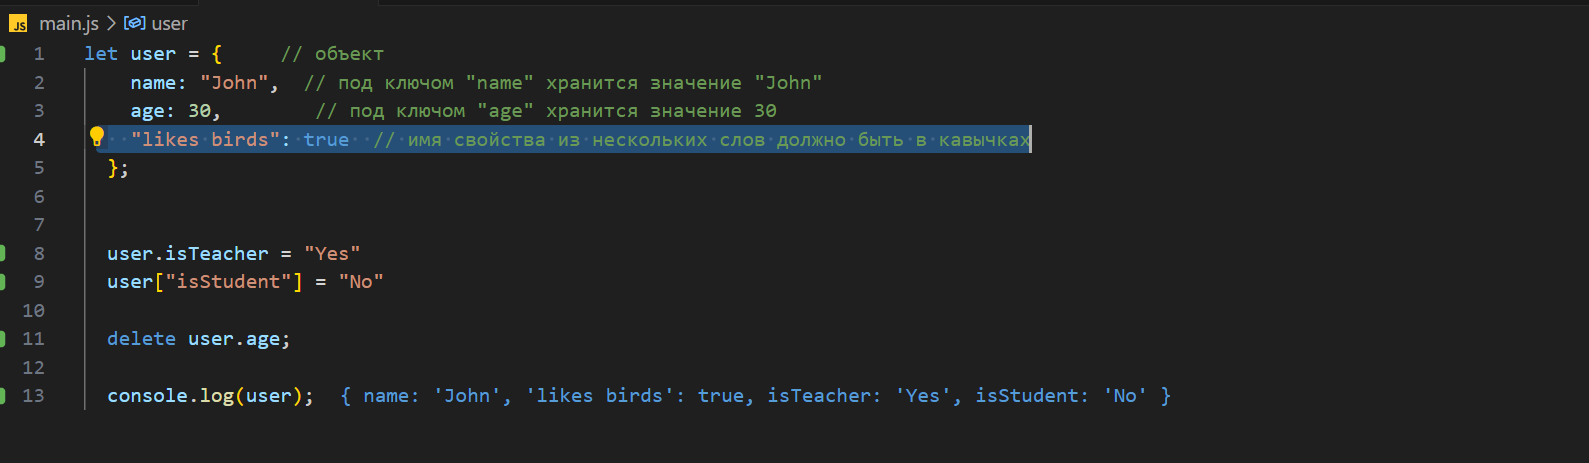 JS main.js > user
1 let user = {     // объект
2 name: "John",  // под ключом "name" хранится значение "John"
3 age: 30,        // под ключом "age" хранится значение 30
4 "likes birds": true  // имя свойства из нескольких слов должно быть в кавычках
5 };
6
7
8 user.isTeacher = "Yes"
9 user["isStudent"] = "No"
10
11 delete user.age;
12
13 console.log(user);  { name: 'John', 'likes birds': true, isTeacher: 'Yes', isStudent: 'No' }